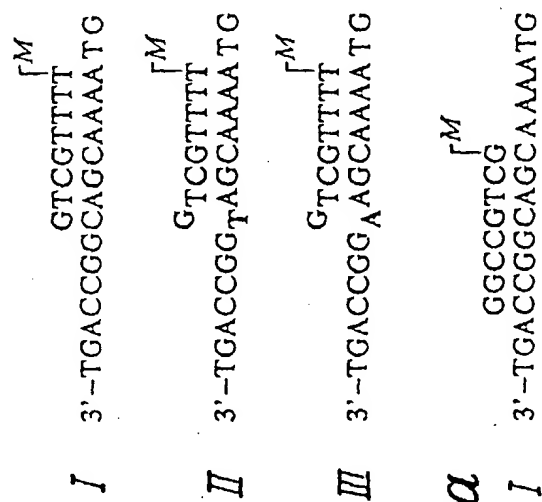 M
GTCGTTTT
I 3'-TGACCGGCAGCAAAATG
M
GTCGTTTT
II 3'-TGACCGGTAGCAAAATG
M
GTCGTTTT
III 3'-TGACCGGAAGCAAAATG
M
α GGCCGTCG
I 3'-TGACCGGCAGCAAAATG